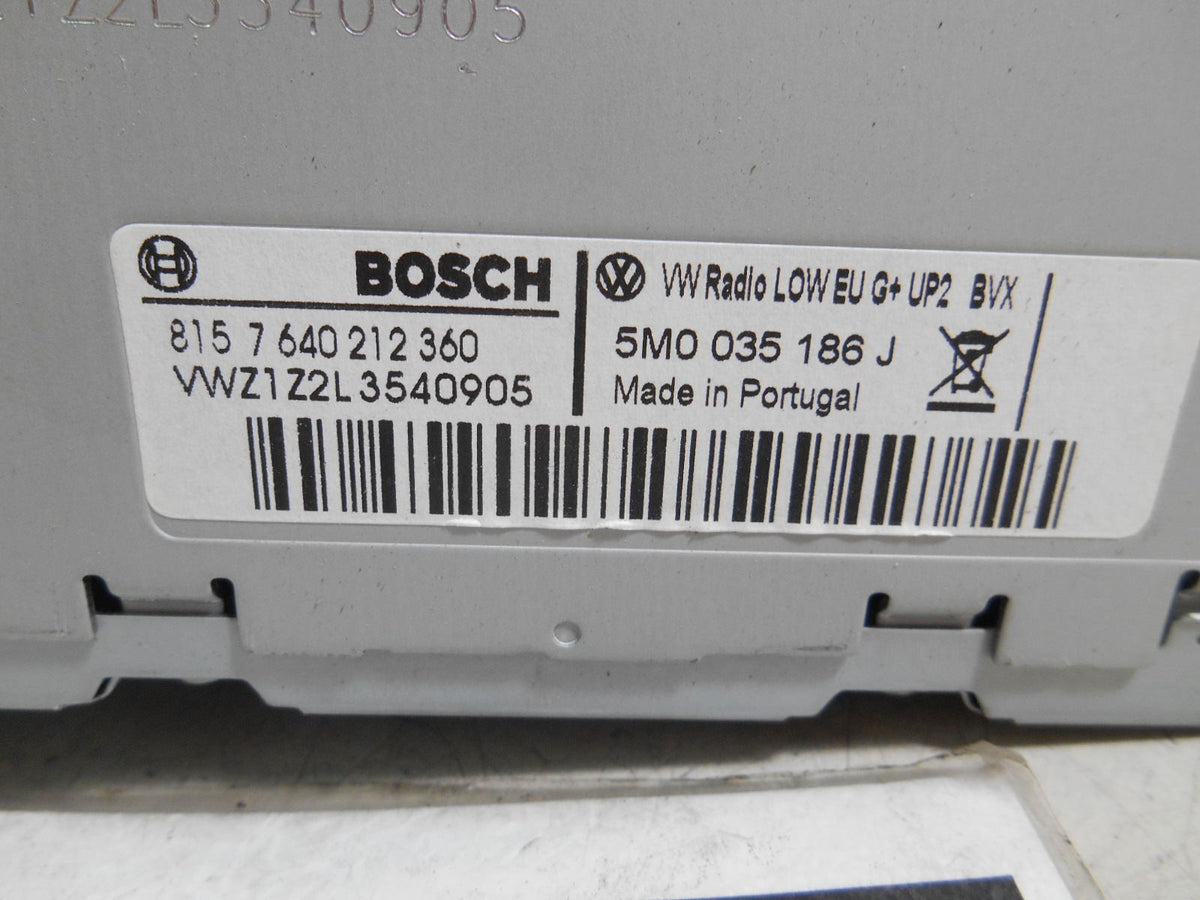 1Z2L3540905
BOSCH
815 7 640 212 360
VWZ1Z2L3540905
VW Radio LOW EU G+ UP2 BVX
5M0 035 186 J
Made in Portugal